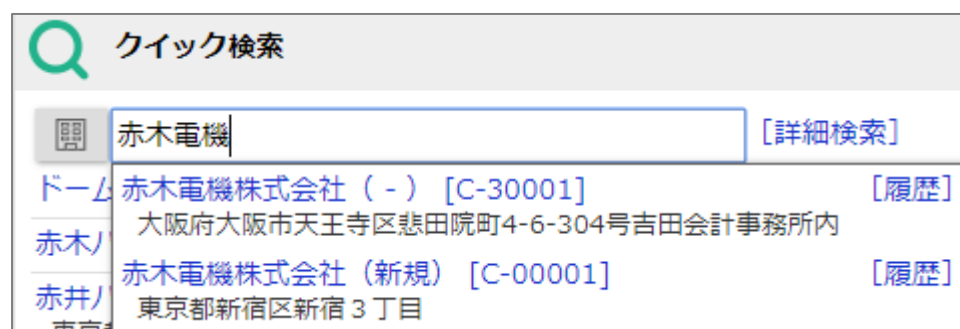 クイック検索
赤木電機 [詳細検索]
ドーム
赤木電機株式会社（ - ） [C-30001] [履歴]
大阪府大阪市天王寺区悲田院町4-6-304号吉田会計事務所内
赤木
赤木電機株式会社（新規） [C-00001] [履歴]
赤井
東京都新宿区新宿３丁目